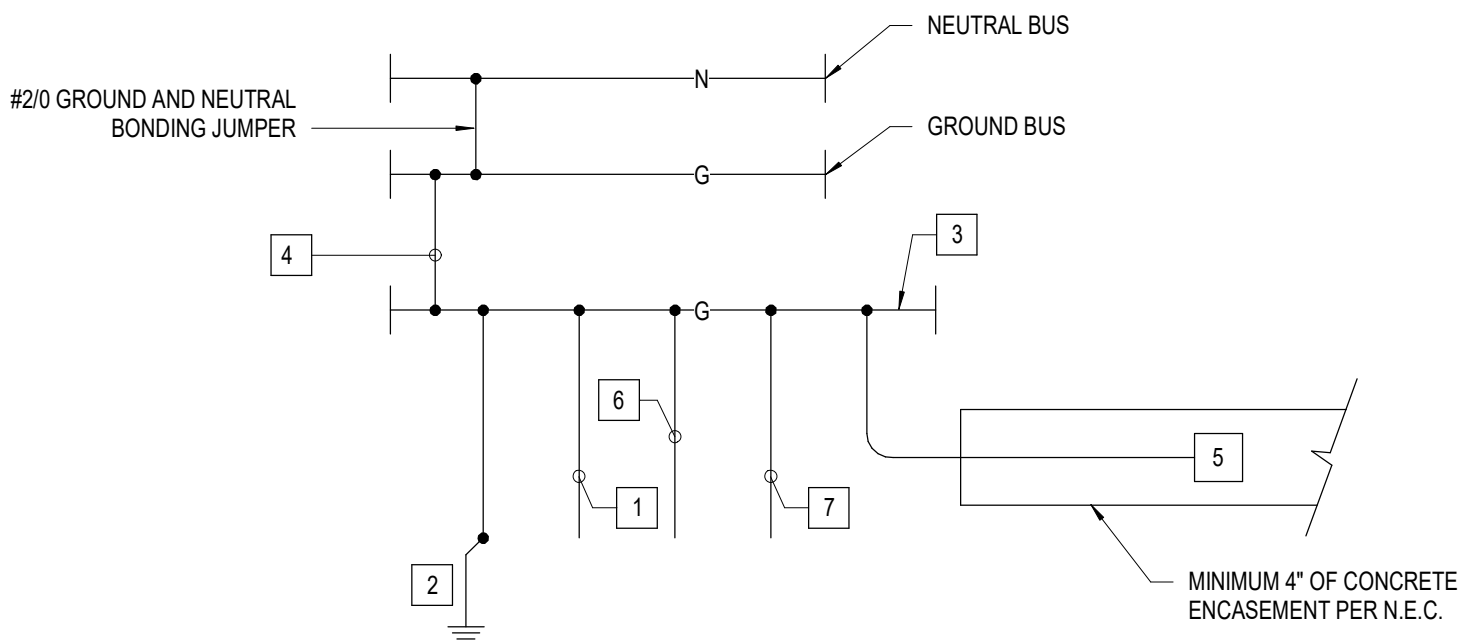 NEUTRAL BUS
N
#2/0 GROUND AND NEUTRAL
BONDING JUMPER
GROUND BUS
G
4
3
G
6
5
1
7
2
MINIMUM 4" OF CONCRETE
ENCASEMENT PER N.E.C.